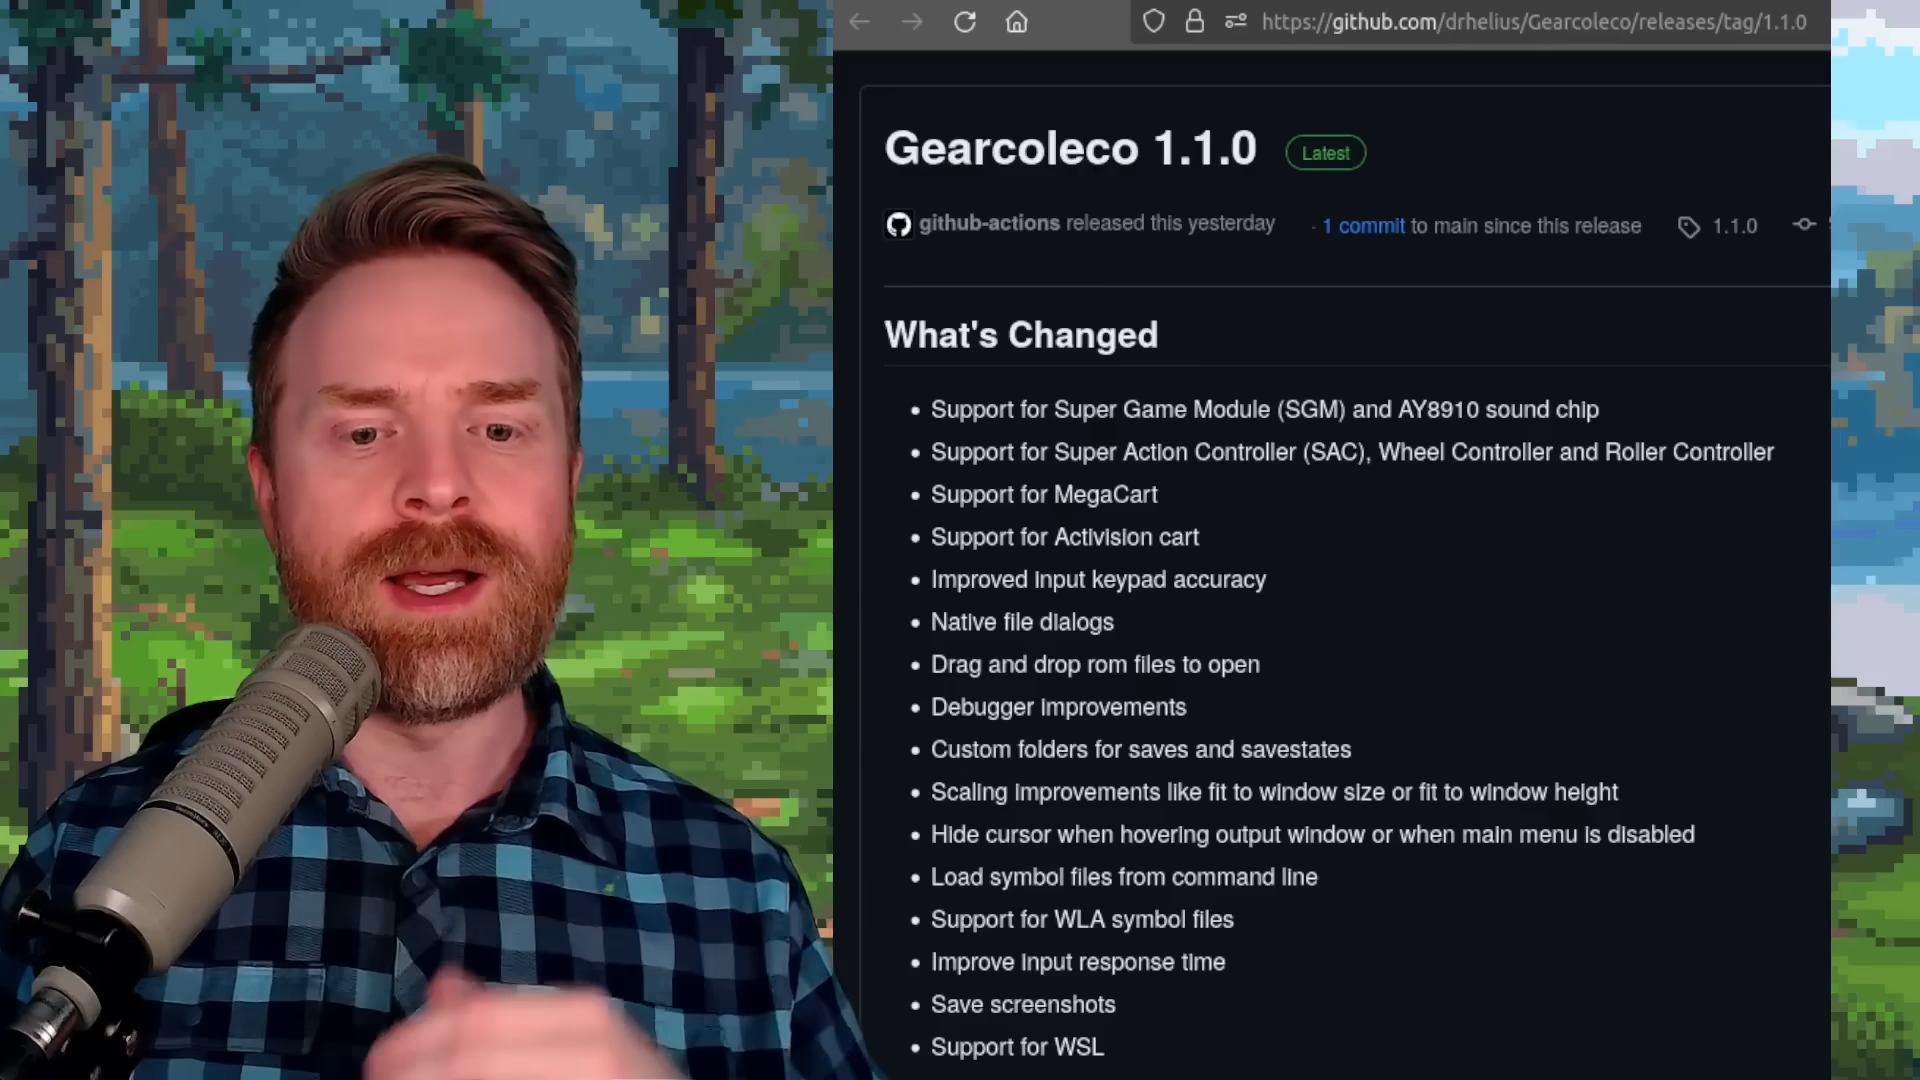 https://github.com/drhelius/Gearcoleco/releases/tag/1.1.0
Gearcoleco 1.1.0 Latest
github-actions released this yesterday · 1 commit to main since this release 1.1.0
What's Changed
• Support for Super Game Module (SGM) and AY8910 sound chip
• Support for Super Action Controller (SAC), Wheel Controller and Roller Controller
• Support for MegaCart
• Support for Activision cart
• Improved input keypad accuracy
• Native file dialogs
• Drag and drop rom files to open
• Debugger improvements
• Custom folders for saves and savestates
• Scaling improvements like fit to window size or fit to window height
• Hide cursor when hovering output window or when main menu is disabled
• Load symbol files from command line
• Support for WLA symbol files
• Improve input response time
• Save screenshots
• Support for WSL